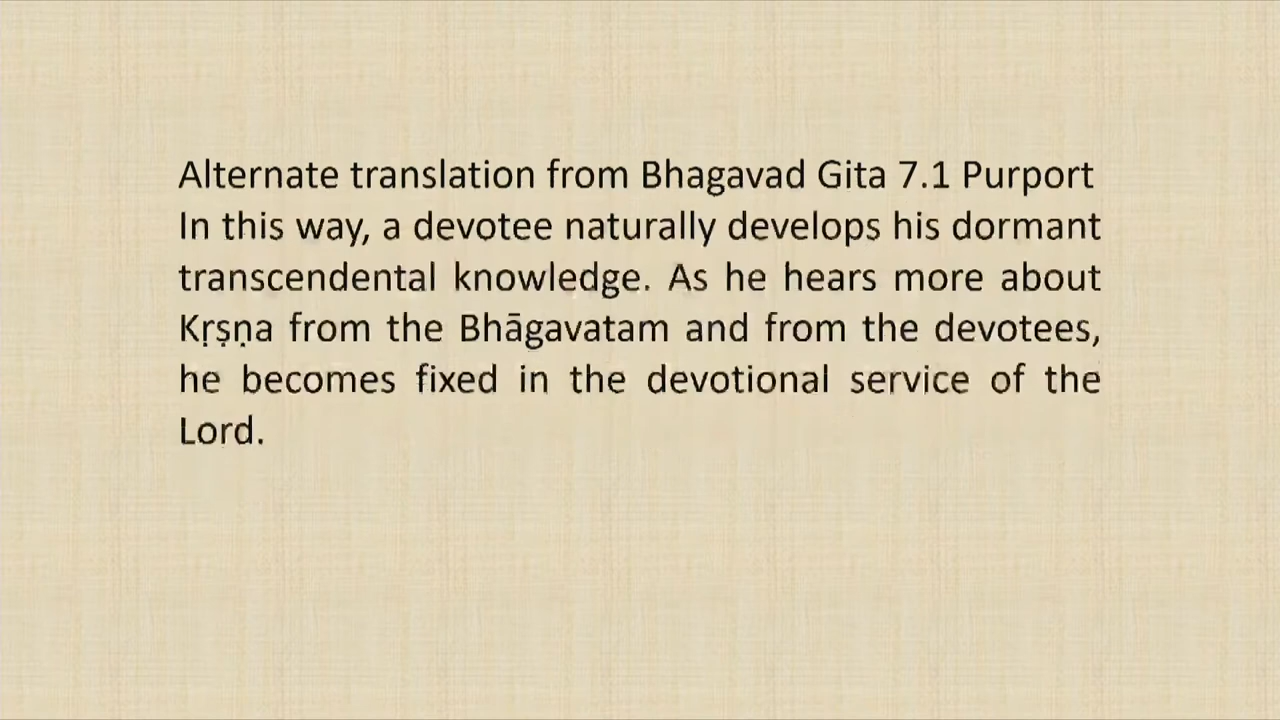 Alternate translation from Bhagavad Gita 7.1 Purport
In this way, a devotee naturally develops his dormant
transcendental knowledge. As he hears more about
Kṛṣṇa from the Bhāgavatam and from the devotees,
he becomes fixed in the devotional service of the
Lord.